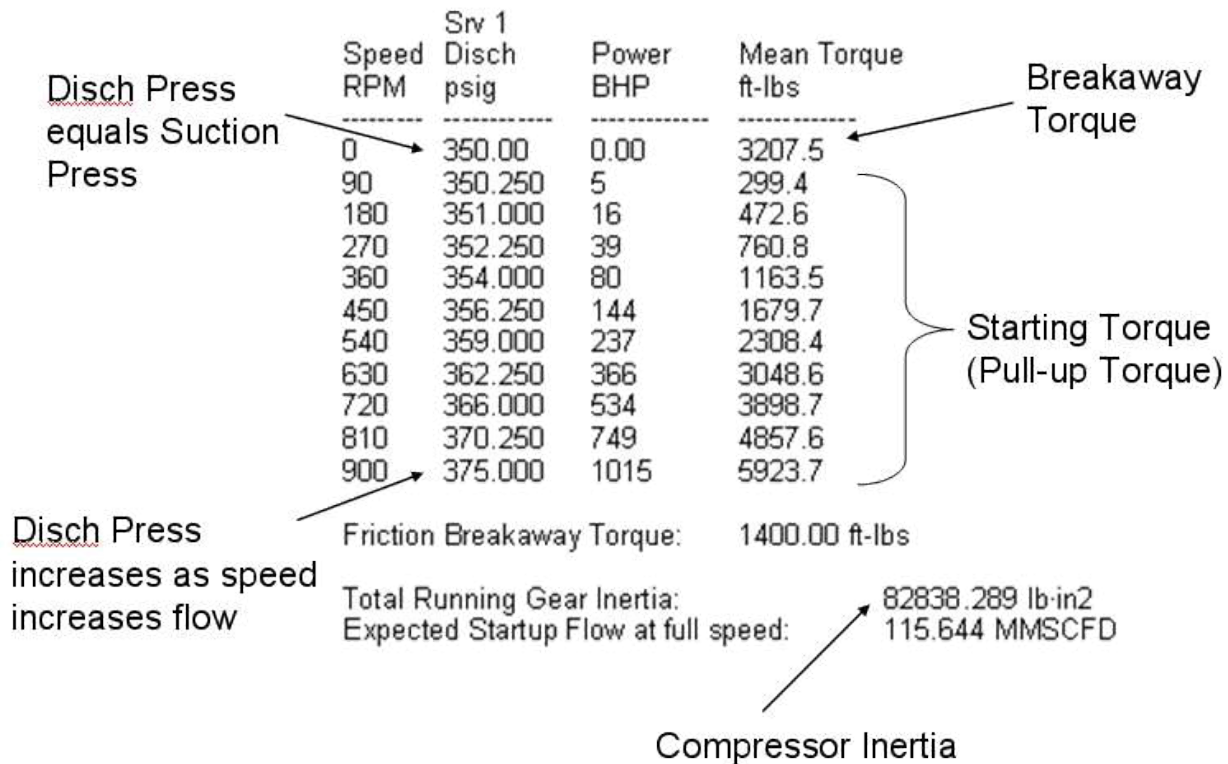 Srv 1
Speed Disch Power Mean Torque
RPM psig BHP ft-lbs
--------- ------------ ------------- -------------
0 350.00 0.00 3207.5
90 350.250 5 299.4
180 351.000 16 472.6
270 352.250 39 760.8
360 354.000 80 1163.5
450 356.250 144 1679.7
540 359.000 237 2308.4
630 362.250 366 3048.6
720 366.000 534 3898.7
810 370.250 749 4857.6
900 375.000 1015 5923.7
Friction Breakaway Torque: 1400.00 ft-lbs
Total Running Gear Inertia: 82838.289 lb·in2
Expected Startup Flow at full speed: 115.644 MMSCFD
Disch Press
equals Suction
Press
Breakaway
Torque
Starting Torque
(Pull-up Torque)
Disch Press
increases as speed
increases flow
Compressor Inertia